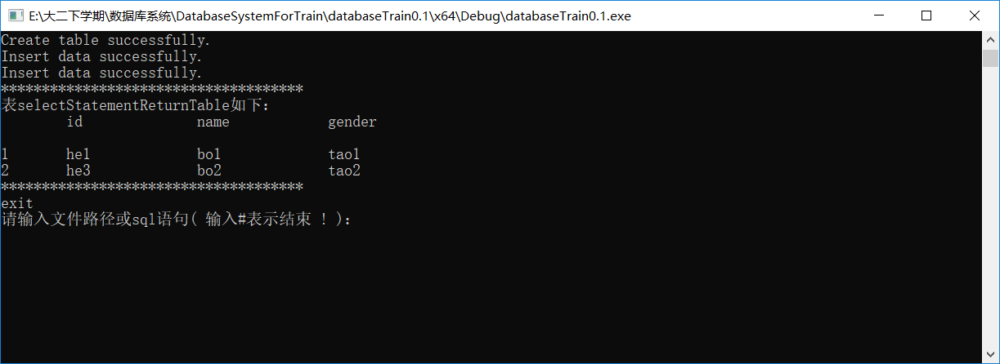 E:\大二下学期\数据库系统\DatabaseSystemForTrain\databaseTrain0.1\x64\Debug\databaseTrain0.1.exe
Create table successfully.
Insert data successfully.
Insert data successfully.
*************************************
表selectStatementReturnTable如下:
id name gender
1 he1 bo1 tao1
2 he3 bo2 tao2
*************************************
exit
请输入文件路径或sql语句( 输入#表示结束 ! ):